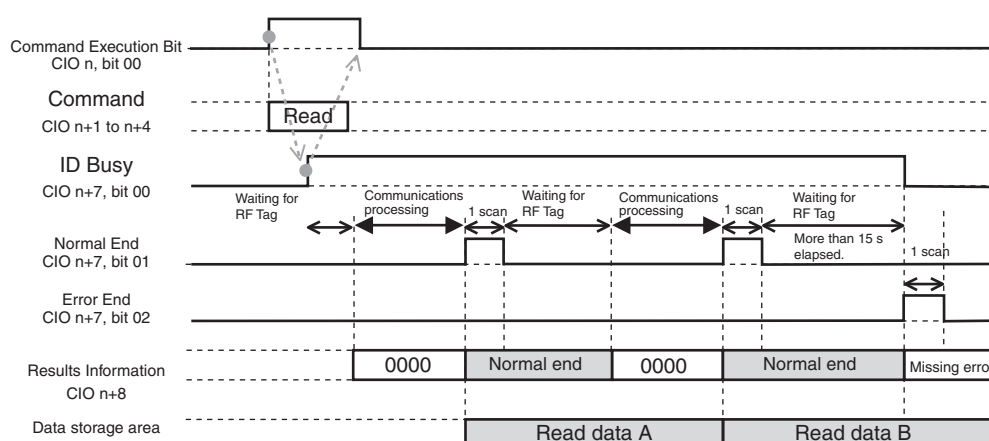 Command Execution Bit
CIO n, bit 00
Command
CIO n+1 to n+4
Read
ID Busy
CIO n+7, bit 00
Waiting for
RF Tag
Communications
processing
1 scan
Waiting for
RF Tag
Communications
processing
1 scan
Waiting for
RF Tag
More than 15 s
elapsed.
1 scan
Normal End
CIO n+7, bit 01
Error End
CIO n+7, bit 02
Results Information
CIO n+8
0000
Normal end
0000
Normal end
Missing error
Data storage area
Read data A
Read data B